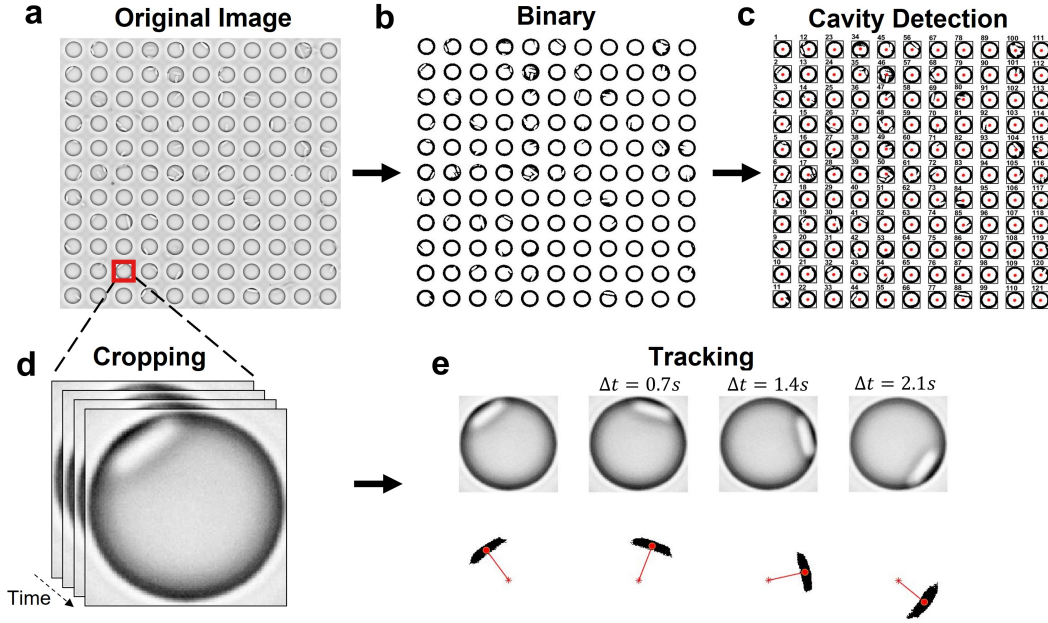 a
Original Image
b
Binary
c
Cavity Detection
1 12 23 34 45 56 67 78 89 100 111
2 13 24 35 46 57 68 79 90 101 112
3 14 25 36 47 58 69 80 91 102 113
4 15 26 37 48 59 70 81 92 103 114
5 16 27 38 49 60 71 82 93 104 115
6 17 28 39 50 61 72 83 94 105 116
7 18 29 40 51 62 73 84 95 106 117
8 19 30 41 52 63 74 85 96 107 118
9 20 31 42 53 64 75 86 97 108 119
10 21 32 43 54 65 76 87 98 109 120
11 22 33 44 55 66 77 88 99 110 121
d
Cropping
Time
e
Tracking
Δt = 0.7s
Δt = 1.4s
Δt = 2.1s